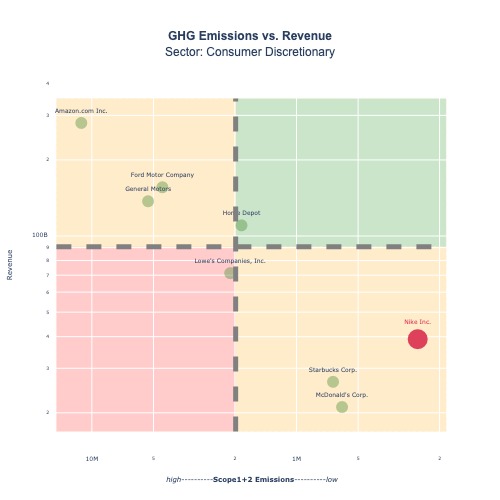 GHG Emissions vs. Revenue
Sector: Consumer Discretionary
4
Amazon.com Inc.
3
2
Ford Motor Company
General Motors
Home Depot
100B
9
Lowe's Companies, Inc.
8
7
6
5
Nike Inc.
4
Starbucks Corp.
3
McDonald's Corp.
2
Revenue
10M
5
2
1M
5
2
high----------Scope1+2 Emissions----------low